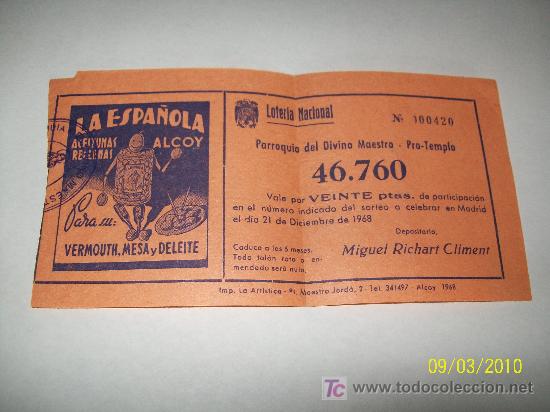 LA ESPAÑOLA
ACEITUNAS RELLENAS
ALCOY
Para su:
VERMOUTH, MESA y DELEITE
Lotería Nacional
Nº 100420
Parroquia del Divino Maestro - Pro-Templo
46.760
Vale por VEINTE ptas. de participación
en el número indicado del sorteo a celebrar en Madrid
el día 21 de Diciembre de 1968
Depositario,
Caduca a los 3 meses.
Todo talón roto o en-
mendado será nulo.
Miguel Richart Climent
Imp. La Artística - Pl. Maestro Jordá, 2 - Tel. 341497 - Alcoy 1968
09/03/2010
TC www.todocoleccion.net